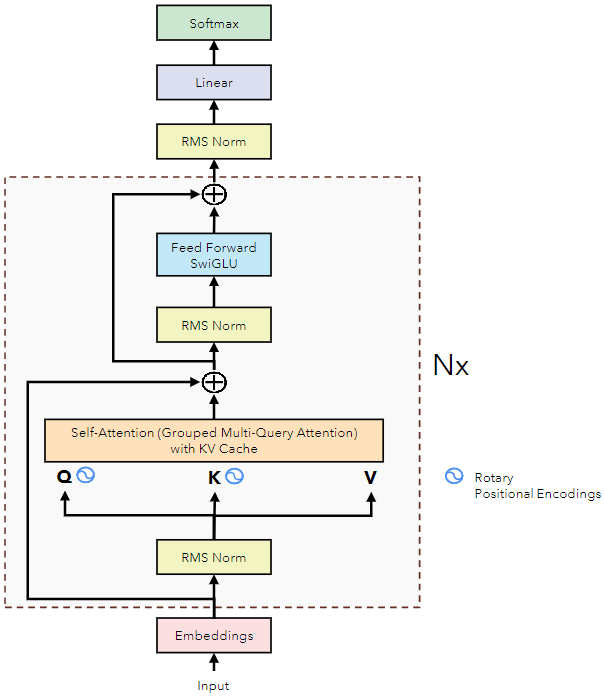 Softmax
Linear
RMS Norm
Feed Forward
SwiGLU
RMS Norm
Nx
Self-Attention (Grouped Multi-Query Attention)
with KV Cache
Q K V
Rotary
Positional Encodings
RMS Norm
Embeddings
Input